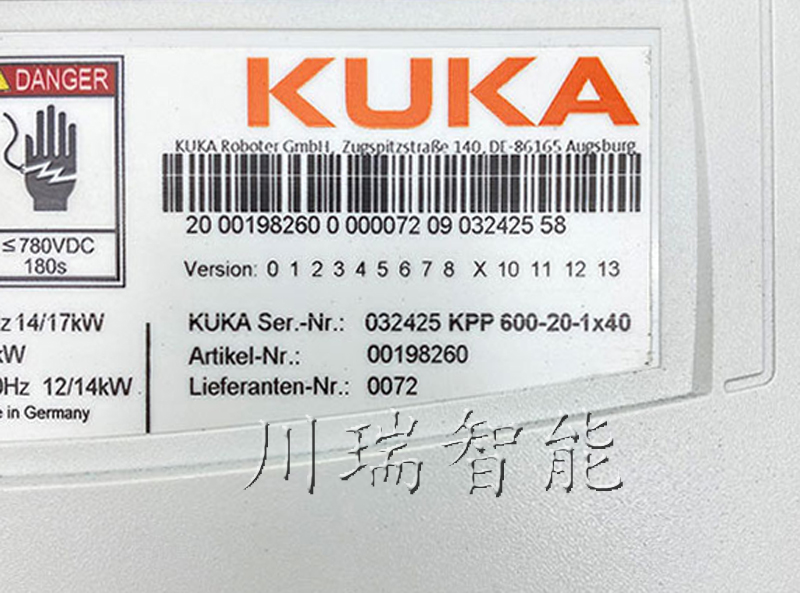 DANGER
≤780VDC
180s
KUKA
KUKA Roboter GmbH, Zugspitzstraße 140, DE-86165 Augsburg
20 00198260 0 000072 09 032425 58
Version: 0 1 2 3 4 5 6 7 8 X 10 11 12 13
z 14/17kW
kW
0Hz 12/14kW
e in Germany
KUKA Ser.-Nr.: 032425 KPP 600-20-1x40
Artikel-Nr.: 00198260
Lieferanten-Nr.: 0072
川瑞智能